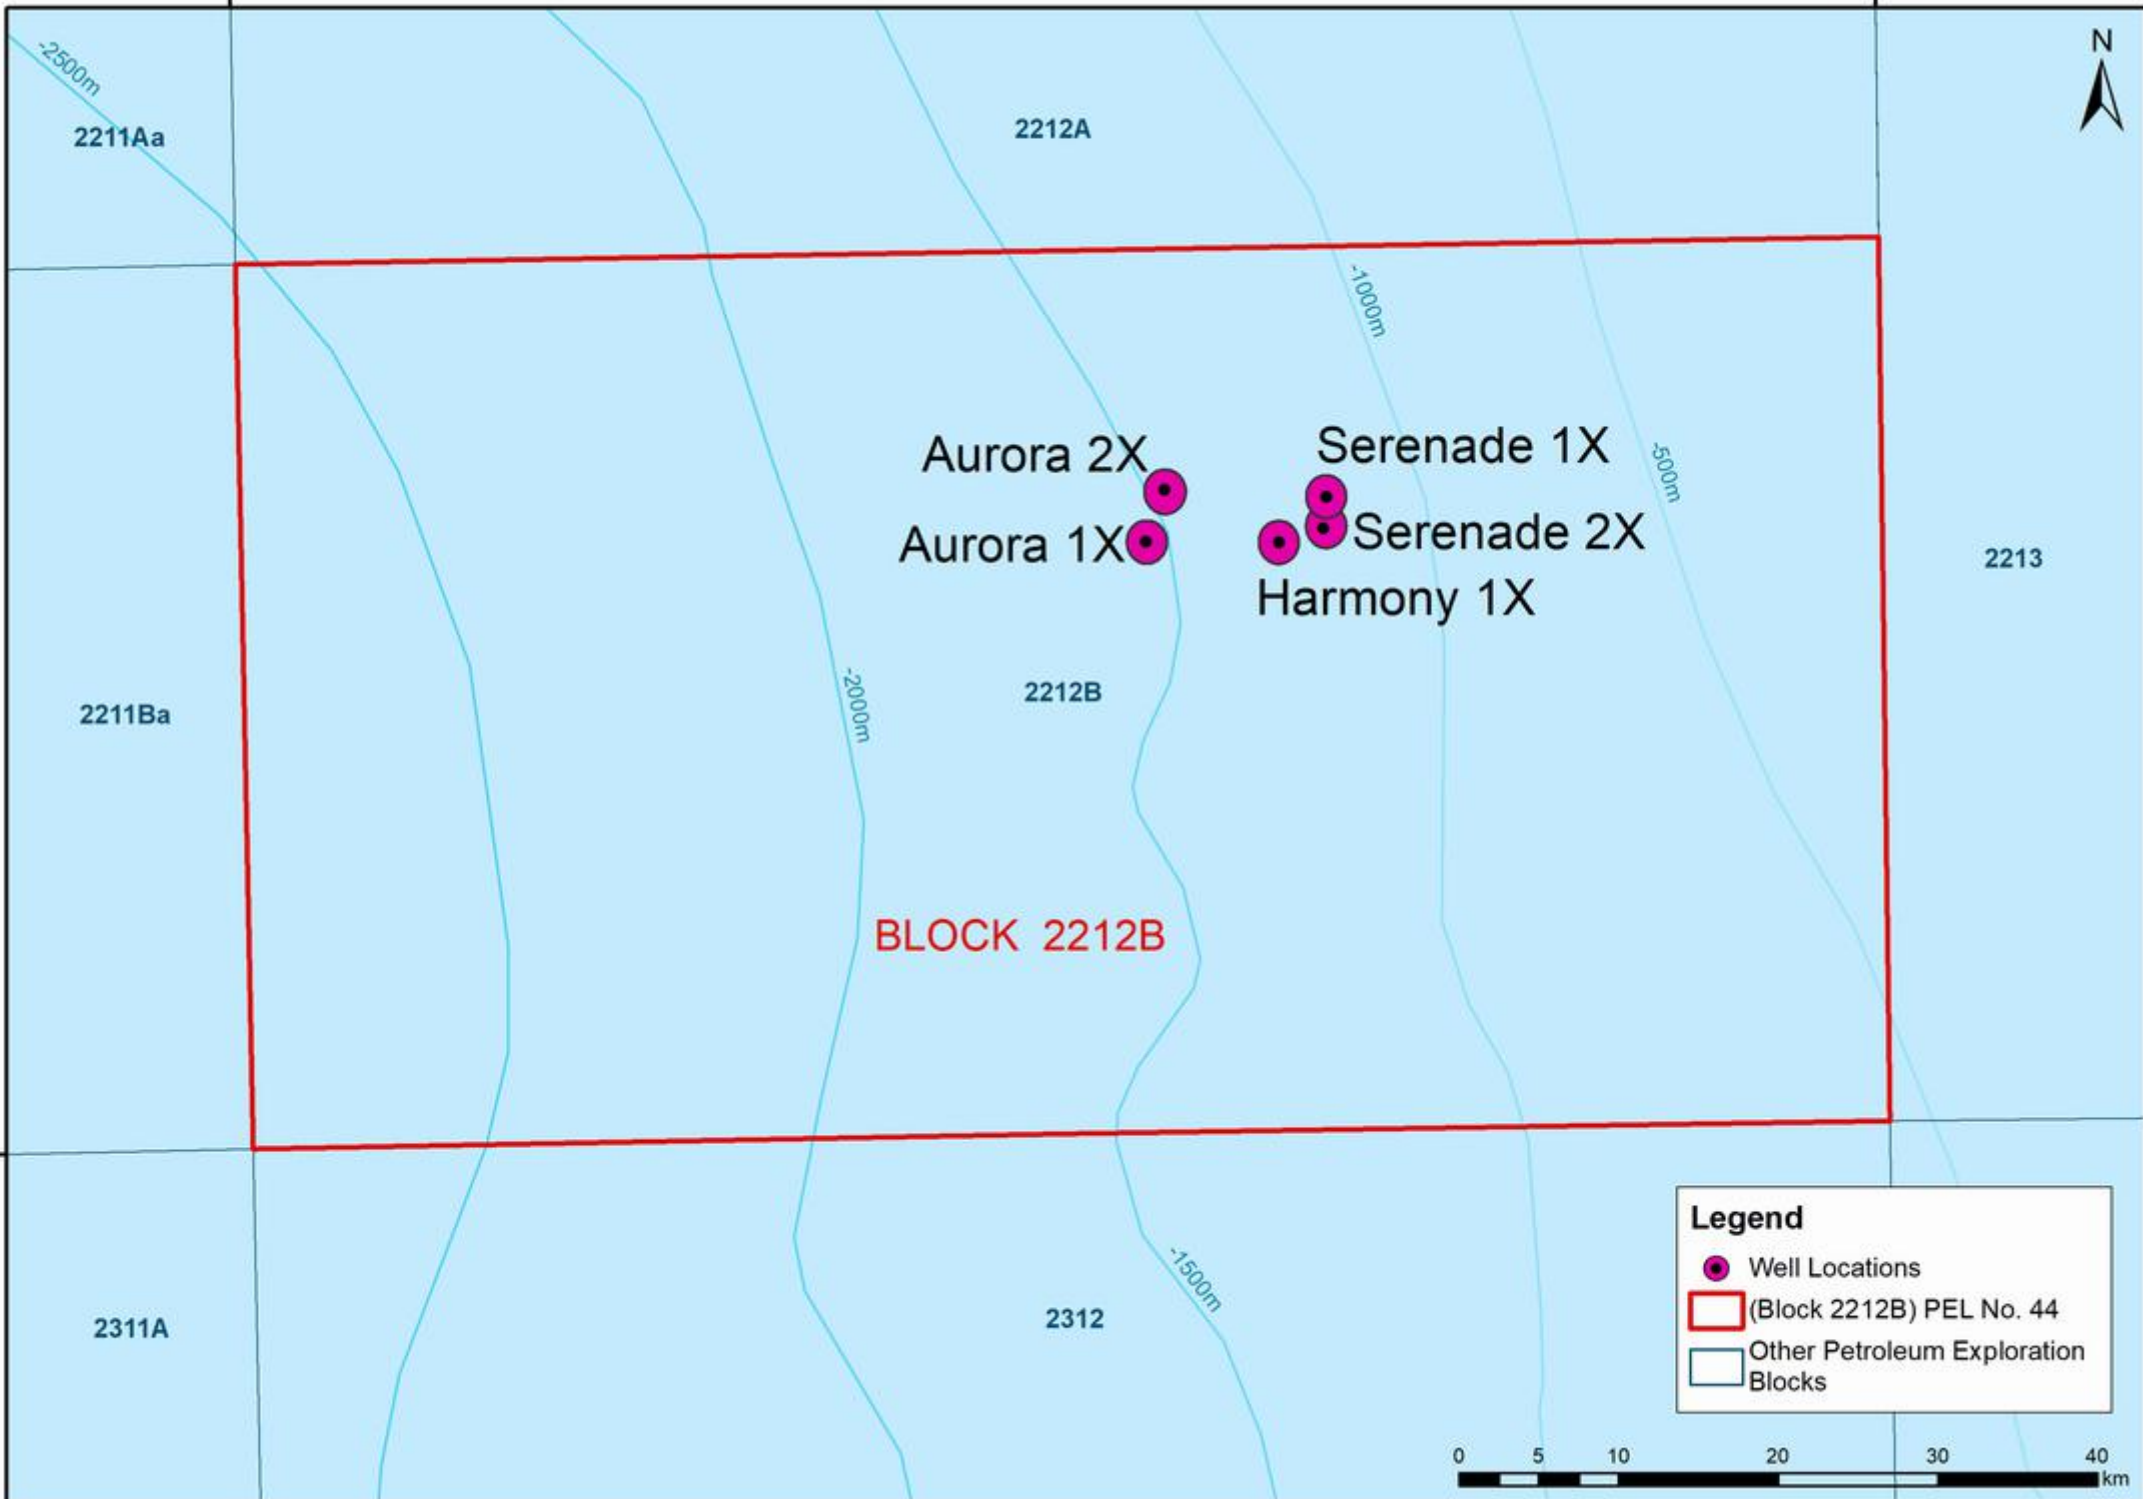 N
-2500m
2211Aa
2212A
-1000m
Aurora 2X
Serenade 1X
-500m
Aurora 1X
Serenade 2X
2213
Harmony 1X
2211Ba
-2000m
2212B
BLOCK 2212B
Legend
Well Locations
(Block 2212B) PEL No. 44
Other Petroleum Exploration
Blocks
-1500m
2311A
2312
0 5 10 20 30 40
km